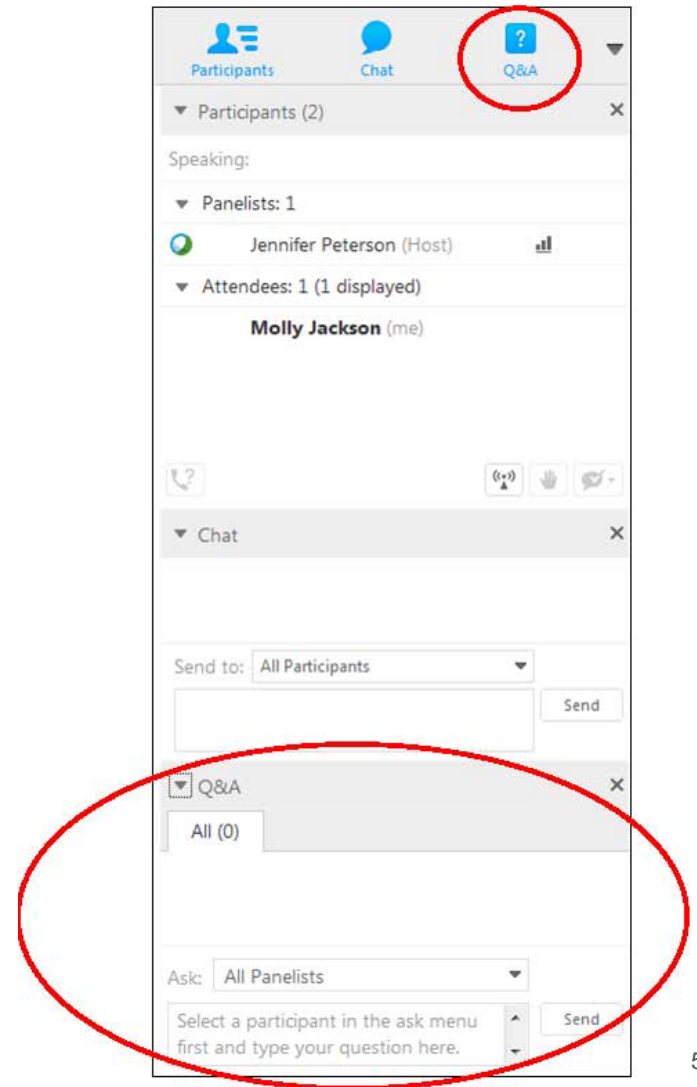 ?
Participants Chat Q&A
Participants (2)
Speaking:
Panelists: 1
Jennifer Peterson (Host)
Attendees: 1 (1 displayed)
Molly Jackson (me)
?
Chat
Send to: All Participants
Send
Q&A
All (0)
Ask: All Panelists
Select a participant in the ask menu Send
first and type your question here.
5